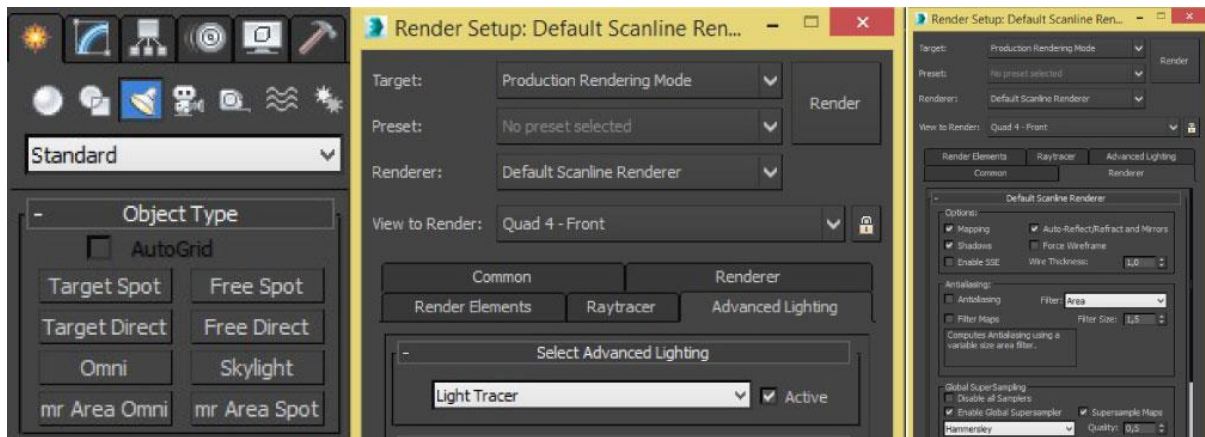 Standard
- Object Type
AutoGrid
Target Spot Free Spot
Target Direct Free Direct
Omni Skylight
mr Area Omni mr Area Spot
Render Setup: Default Scanline Ren...
Target: Production Rendering Mode
Render
Preset: No preset selected
Renderer: Default Scanline Renderer
View to Render: Quad 4 - Front
Common Renderer
Render Elements Raytracer Advanced Lighting
- Select Advanced Lighting
Light Tracer Active
Render Setup: Default Scanline Ren...
Target: Production Rendering Mode
Render
Preset: No preset selected
Renderer: Default Scanline Renderer
View to Render: Quad 4 - Front
Render Elements Raytracer Advanced Lighting
Common Renderer
- Default Scanline Renderer
Options:
Mapping Auto-Reflect/Refract and Mirrors
Shadows Force Wireframe
Enable SSE Wire Thickness: 1,0
Antialiasing:
Antialiasing Filter: Area
Filter Maps Filter Size: 1,5
Computes Antialiasing using a
variable size area filter.
Global SuperSampling
Disable all Samplers
Enable Global Supersampler Supersample Maps
Hammersley Quality: 0,5